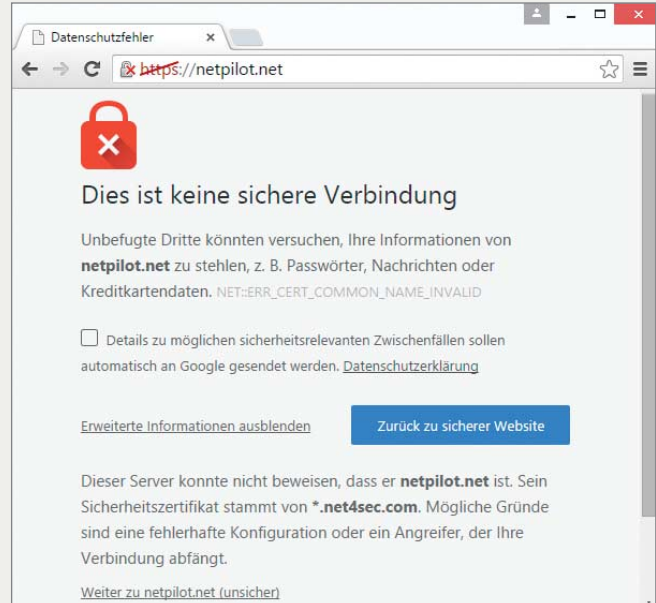 Datenschutzfehler
https://netpilot.net
Dies ist keine sichere Verbindung
Unbefugte Dritte könnten versuchen, Ihre Informationen von
netpilot.net zu stehlen, z. B. Passwörter, Nachrichten oder
Kreditkartendaten. NET::ERR_CERT_COMMON_NAME_INVALID
Details zu möglichen sicherheitsrelevanten Zwischenfällen sollen
automatisch an Google gesendet werden. Datenschutzerklärung
Erweiterte Informationen ausblenden
Zurück zu sicherer Website
Dieser Server konnte nicht beweisen, dass er netpilot.net ist. Sein
Sicherheitszertifikat stammt von *.net4sec.com. Mögliche Gründe
sind eine fehlerhafte Konfiguration oder ein Angreifer, der Ihre
Verbindung abfängt.
Weiter zu netpilot.net (unsicher)